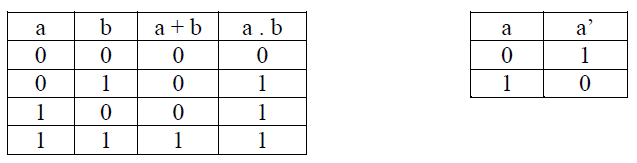 a b a + b a . b
0 0 0 0
0 1 0 1
1 0 0 1
1 1 1 1
a a’
0 1
1 0